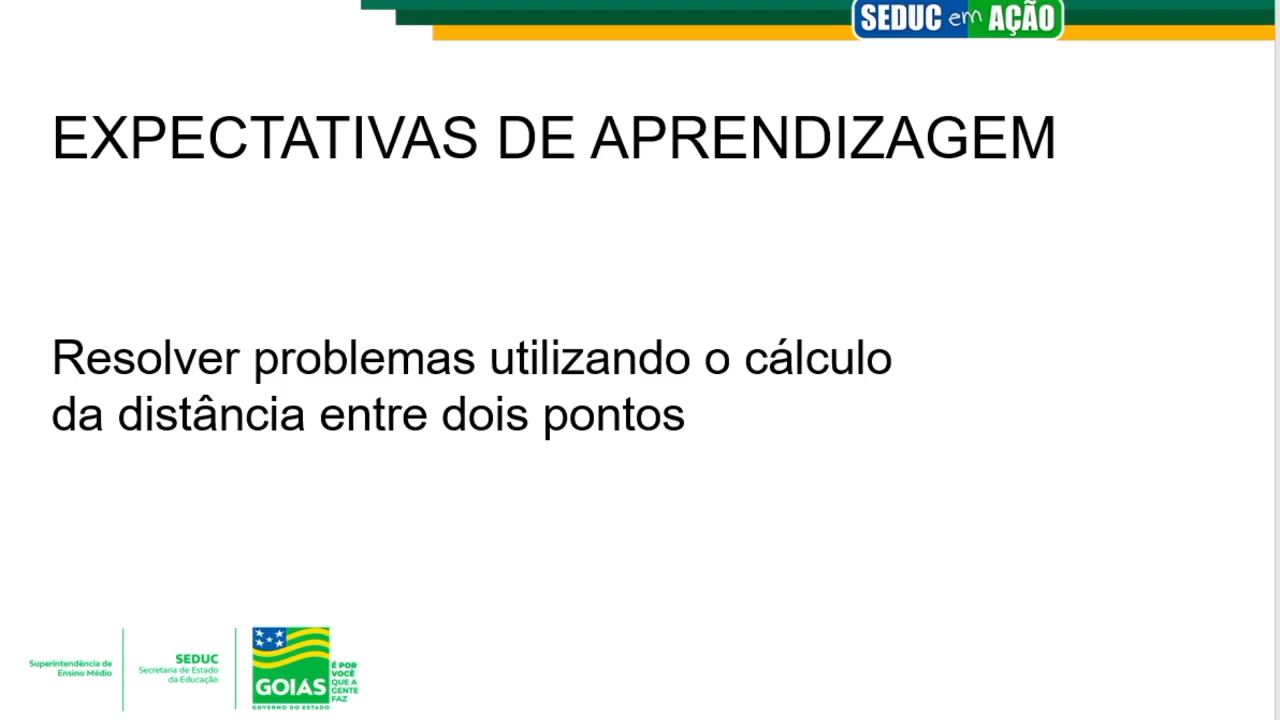 SEDUC em AÇÃO
EXPECTATIVAS DE APRENDIZAGEM
Resolver problemas utilizando o cálculo
da distância entre dois pontos
Superintendência de
Ensino Médio
SEDUC
Secretaria de Estado
da Educação
GOIÁS
GOVERNO DO ESTADO
É POR
VOCÊ
QUE A
GENTE
FAZ